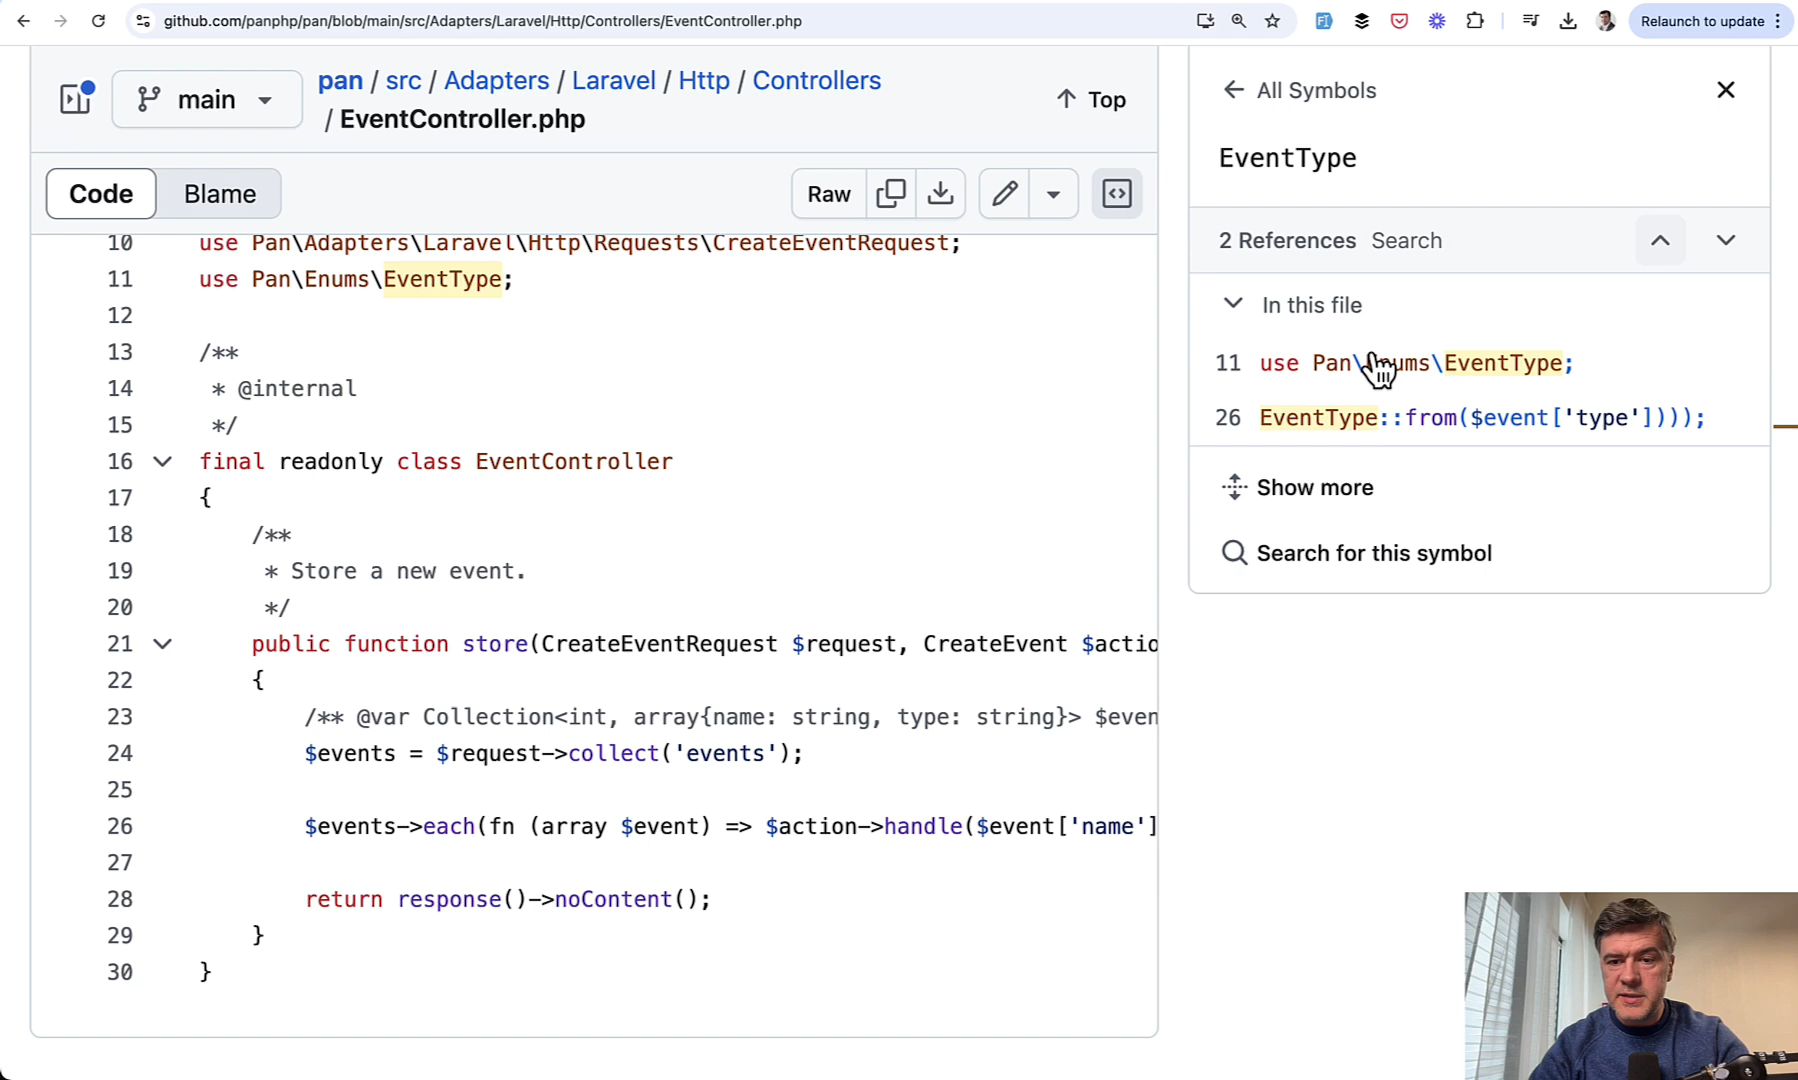 github.com/panphp/pan/blob/main/src/Adapters/Laravel/Http/Controllers/EventController.php
Relaunch to update
main
pan / src / Adapters / Laravel / Http / Controllers
/ EventController.php
Top
Code
Blame
Raw
10 use Pan\Adapters\Laravel\Http\Requests\CreateEventRequest;
11 use Pan\Enums\EventType;
12
13 /**
14 * @internal
15 */
16 final readonly class EventController
17 {
18 /**
19 * Store a new event.
20 */
21 public function store(CreateEventRequest $request, CreateEvent $actio
22 {
23 /** @var Collection<int, array{name: string, type: string}> $even
24 $events = $request->collect('events');
25
26 $events->each(fn (array $event) => $action->handle($event['name']
27
28 return response()->noContent();
29 }
30 }
All Symbols
EventType
2 References Search
In this file
11 use Pan\Enums\EventType;
26 EventType::from($event['type'])));
Show more
Search for this symbol